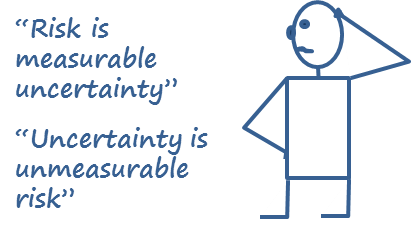 “Risk is
measurable
uncertainty”
“Uncertainty is
unmeasurable
risk”